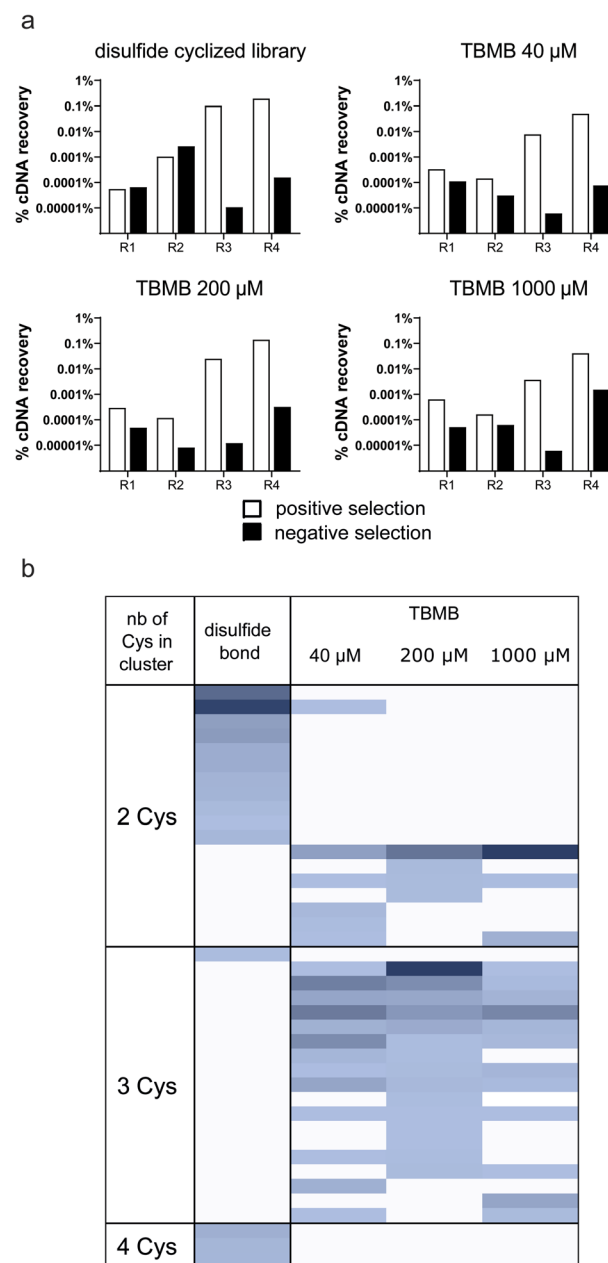 a
disulfide cyclized library
% cDNA recovery
1%
0.1%
0.01%
0.001%
0.0001%
0.00001%
R1 R2 R3 R4
TBMB 40 µM
% cDNA recovery
1%
0.1%
0.01%
0.001%
0.0001%
0.00001%
R1 R2 R3 R4
TBMB 200 µM
% cDNA recovery
1%
0.1%
0.01%
0.001%
0.0001%
0.00001%
R1 R2 R3 R4
TBMB 1000 µM
% cDNA recovery
1%
0.1%
0.01%
0.001%
0.0001%
0.00001%
R1 R2 R3 R4
positive selection
negative selection
b
nb of
Cys in
cluster
disulfide
bond
TBMB
40 µM 200 µM 1000 µM
2 Cys
3 Cys
4 Cys